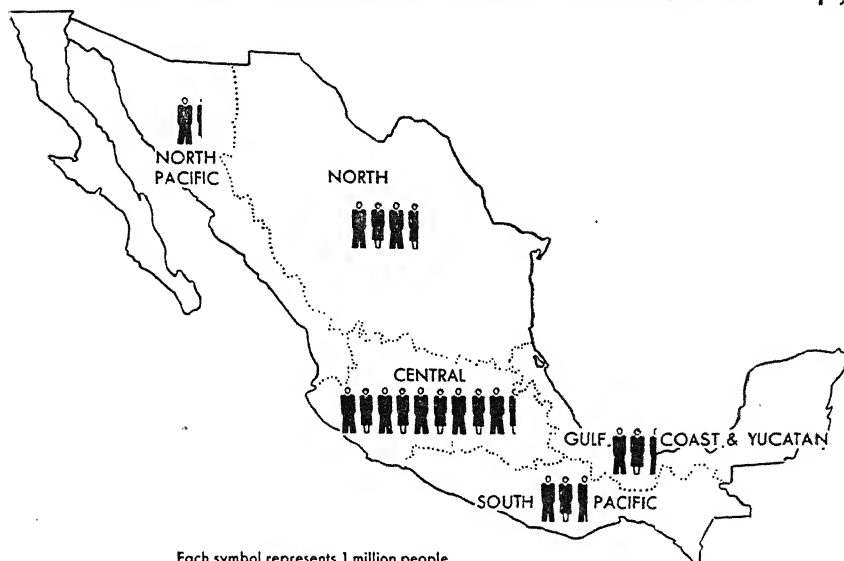 NORTH
PACIFIC
NORTH
CENTRAL
GULF COAST & YUCATAN
SOUTH PACIFIC
Each symbol represents 1 million people